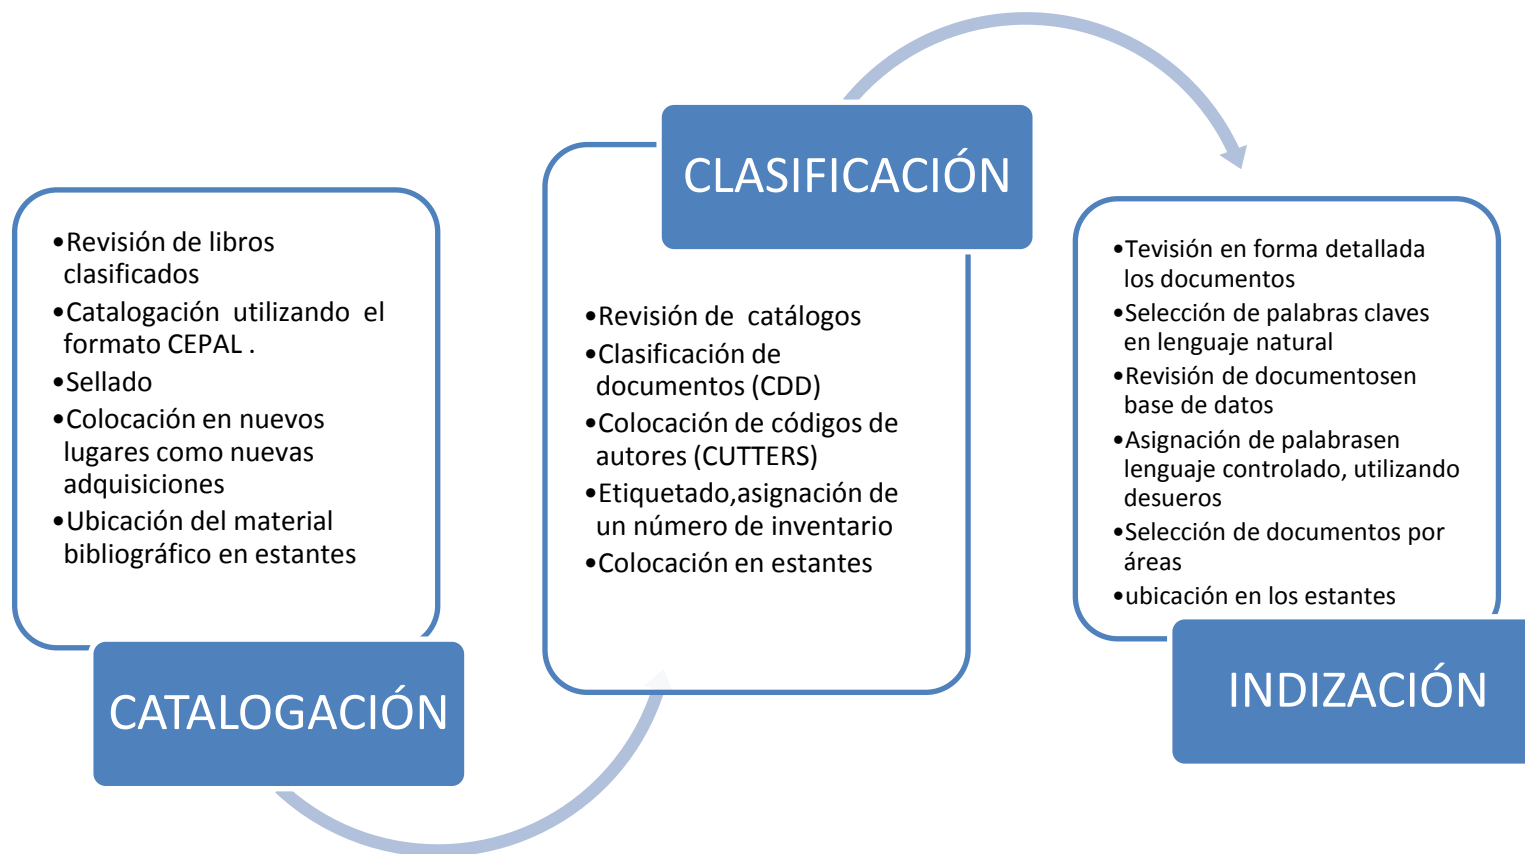 •Revisión de libros
clasificados
•Catalogación utilizando el
formato CEPAL .
•Sellado
•Colocación en nuevos
lugares como nuevas
adquisiciones
•Ubicación del material
bibliográfico en estantes
CATALOGACIÓN
CLASIFICACIÓN
•Revisión de catálogos
•Clasificación de
documentos (CDD)
•Colocación de códigos de
autores (CUTTERS)
•Etiquetado,asignación de
un número de inventario
•Colocación en estantes
•Tevisión en forma detallada
los documentos
•Selección de palabras claves
en lenguaje natural
•Revisión de documentosen
base de datos
•Asignación de palabrasen
lenguaje controlado, utilizando
desueros
•Selección de documentos por
áreas
•ubicación en los estantes
INDIZACIÓN